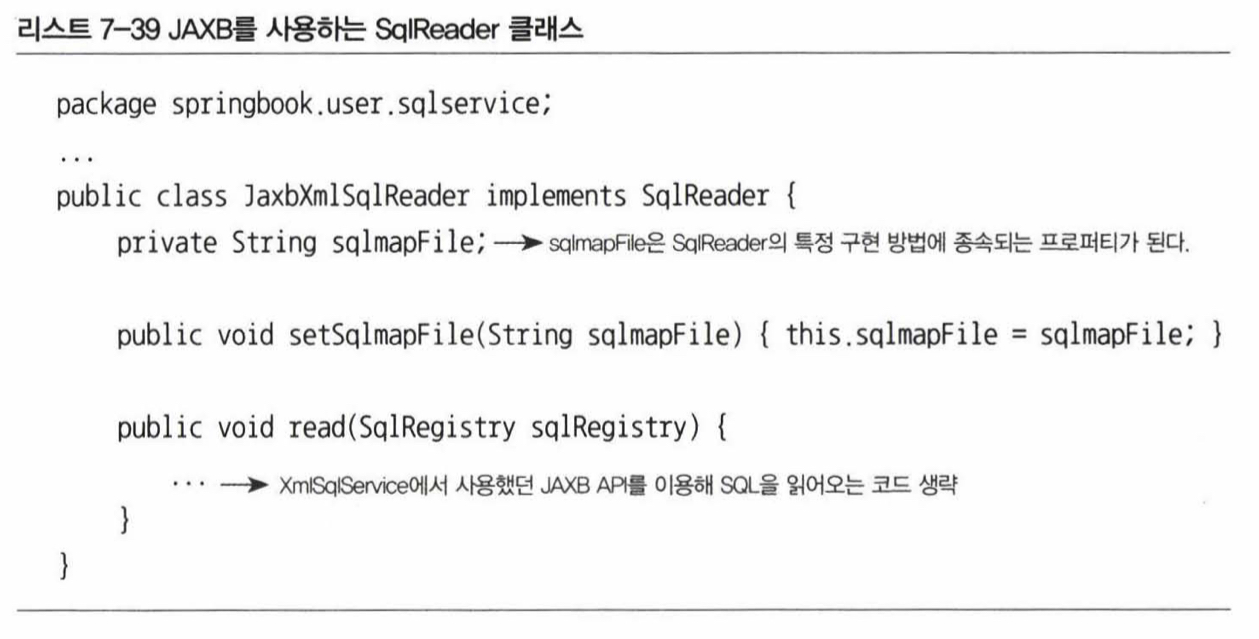 리스트 7-39 JAXB를 사용하는 SqlReader 클래스
package springbook.user.sqlservice;
...
public class JaxbXmlSqlReader implements SqlReader {
private String sqlmapFile; → sqlmapFile은 SqlReader의 특정 구현 방법에 종속되는 프로퍼티가 된다.
public void setSqlmapFile(String sqlmapFile) { this.sqlmapFile = sqlmapFile; }
public void read(SqlRegistry sqlRegistry) {
... → XmlSqlService에서 사용했던 JAXB API를 이용해 SQL을 읽어오는 코드 생략
}
}